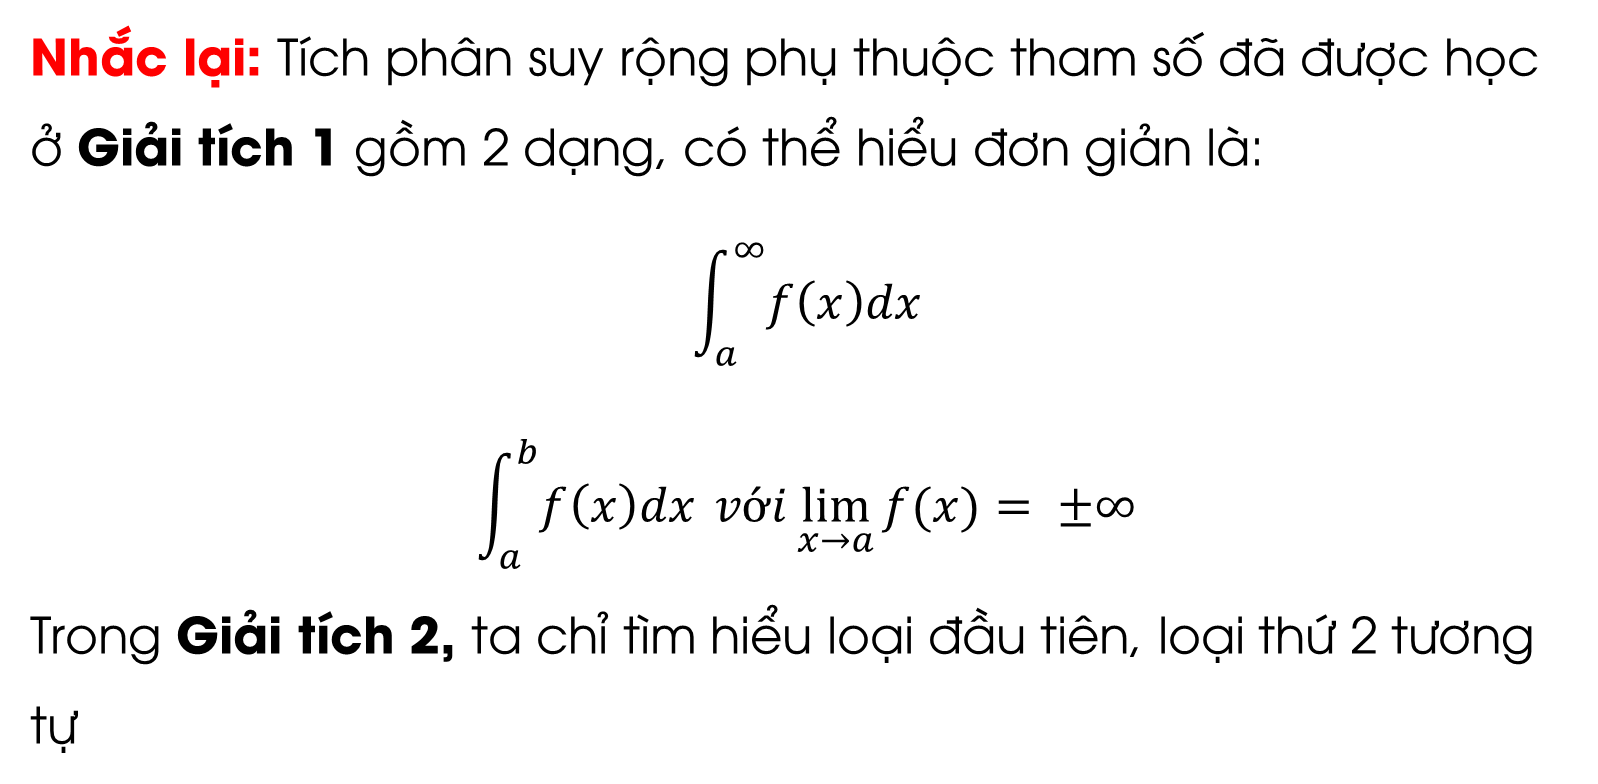 Nhắc lại: Tích phân suy rộng phụ thuộc tham số đã được học
ở Giải tích 1 gồm 2 dạng, có thể hiểu đơn giản là:
∫_a^∞ f(x)dx
∫_a^b f(x)dx với lim_{x→a} f(x) = ±∞
Trong Giải tích 2, ta chỉ tìm hiểu loại đầu tiên, loại thứ 2 tương
tự